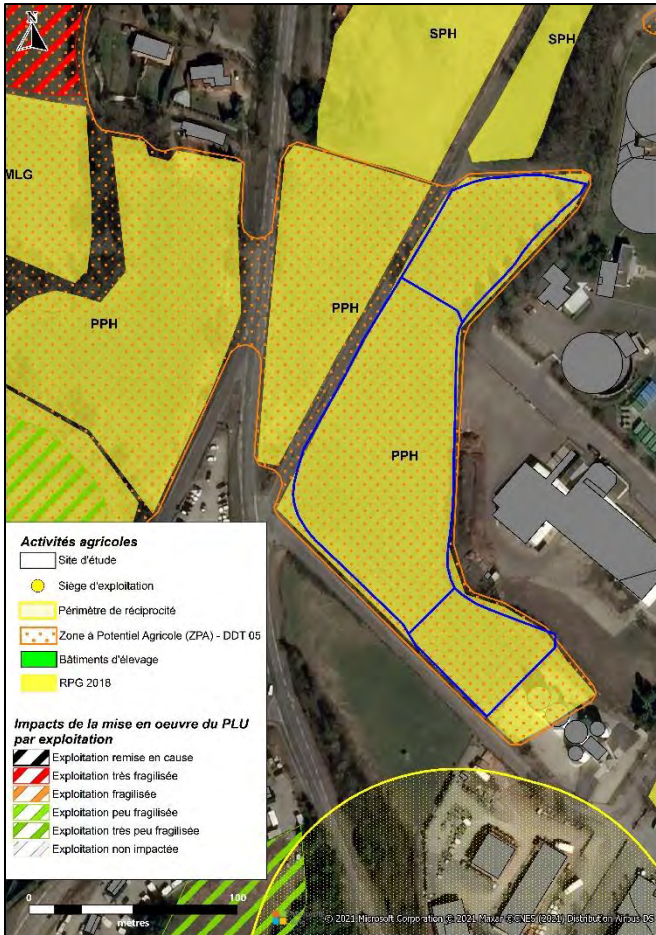 N
SPH
SPH
MLG
PPH
PPH
PPH
Activités agricoles
Site d'étude
Siège d'exploitation
Périmètre de réciprocité
Zone à Potentiel Agricole (ZPA) - DDT 05
Bâtiments d'élevage
RPG 2018
Impacts de la mise en oeuvre du PLU
par exploitation
Exploitation remise en cause
Exploitation très fragilisée
Exploitation fragilisée
Exploitation peu fragilisée
Exploitation très peu fragilisée
Exploitation non impactée
0 100
mètres
© 2021 Microsoft Corporation © 2021 Maxar ©CNES (2021) Distribution Airbus DS